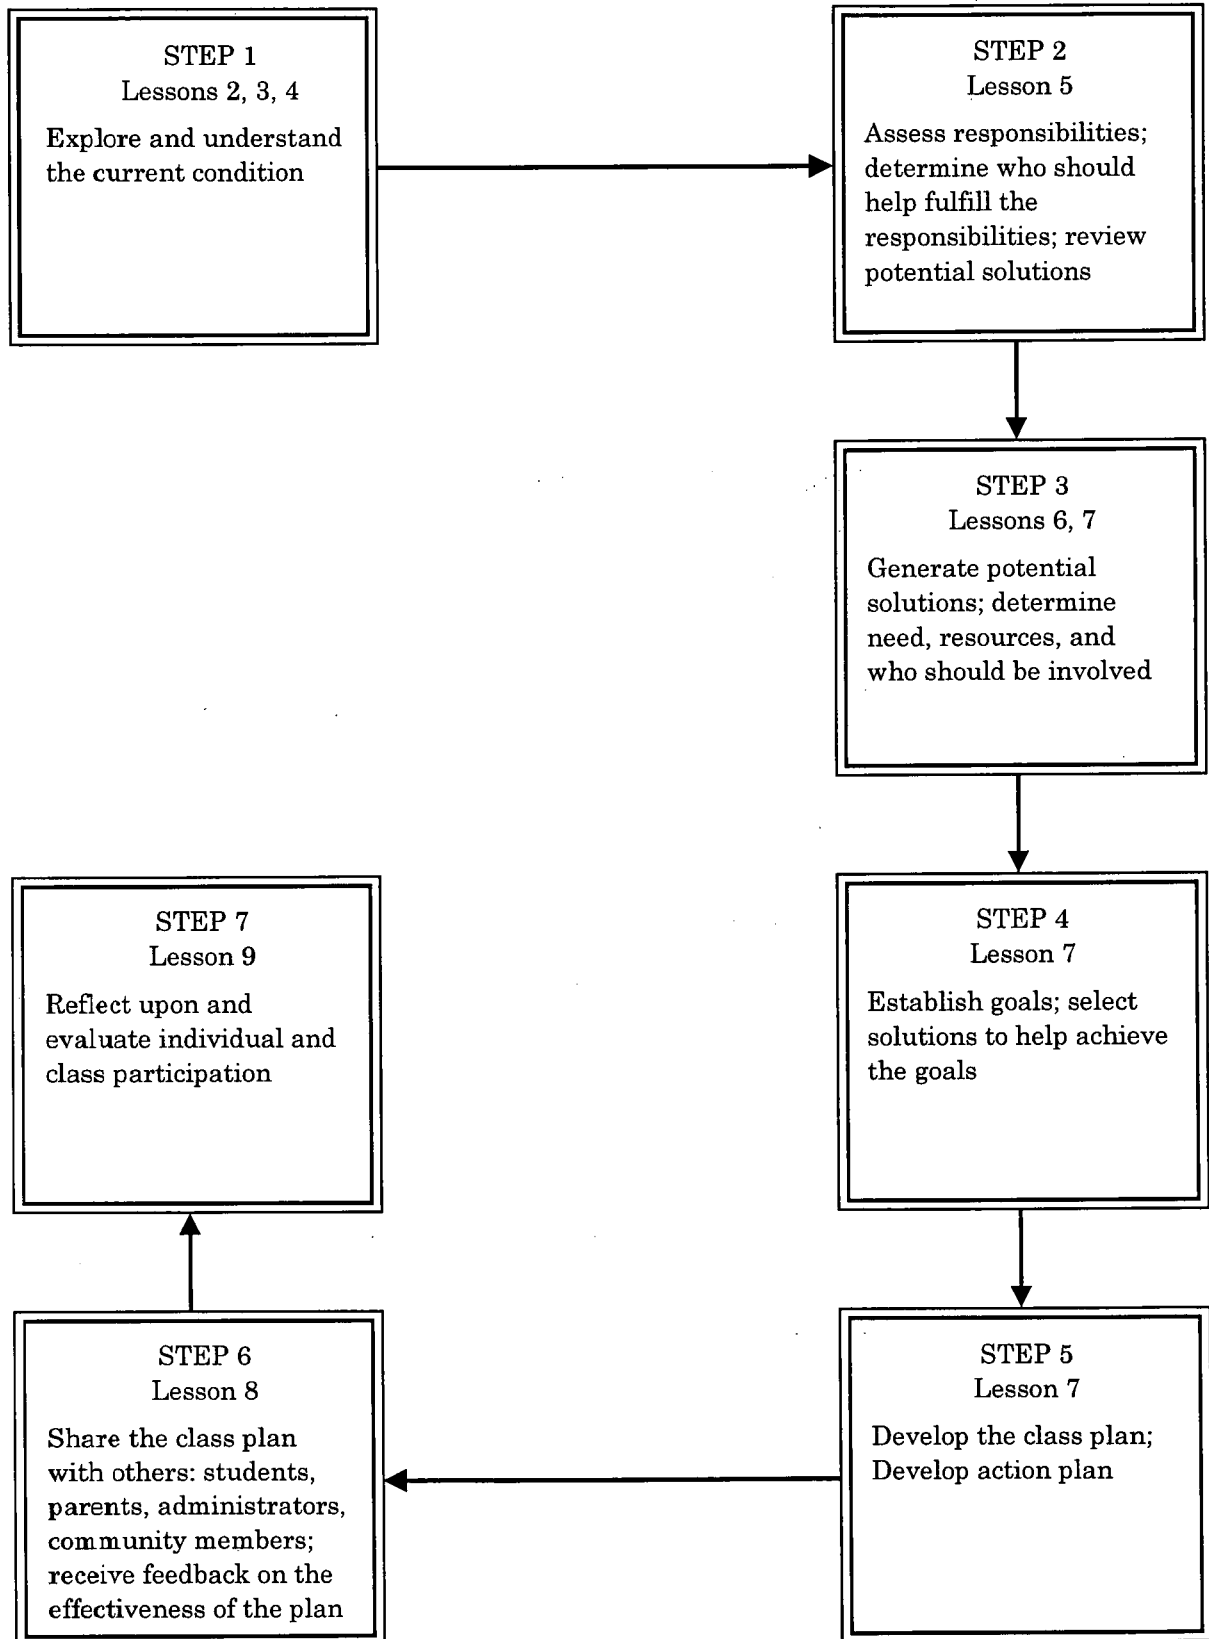 STEP 1
Lessons 2, 3, 4
Explore and understand
the current condition
STEP 2
Lesson 5
Assess responsibilities;
determine who should
help fulfill the
responsibilities; review
potential solutions
STEP 3
Lessons 6, 7
Generate potential
solutions; determine
need, resources, and
who should be involved
STEP 4
Lesson 7
Establish goals; select
solutions to help achieve
the goals
STEP 5
Lesson 7
Develop the class plan;
Develop action plan
STEP 6
Lesson 8
Share the class plan
with others: students,
parents, administrators,
community members;
receive feedback on the
effectiveness of the plan
STEP 7
Lesson 9
Reflect upon and
evaluate individual and
class participation